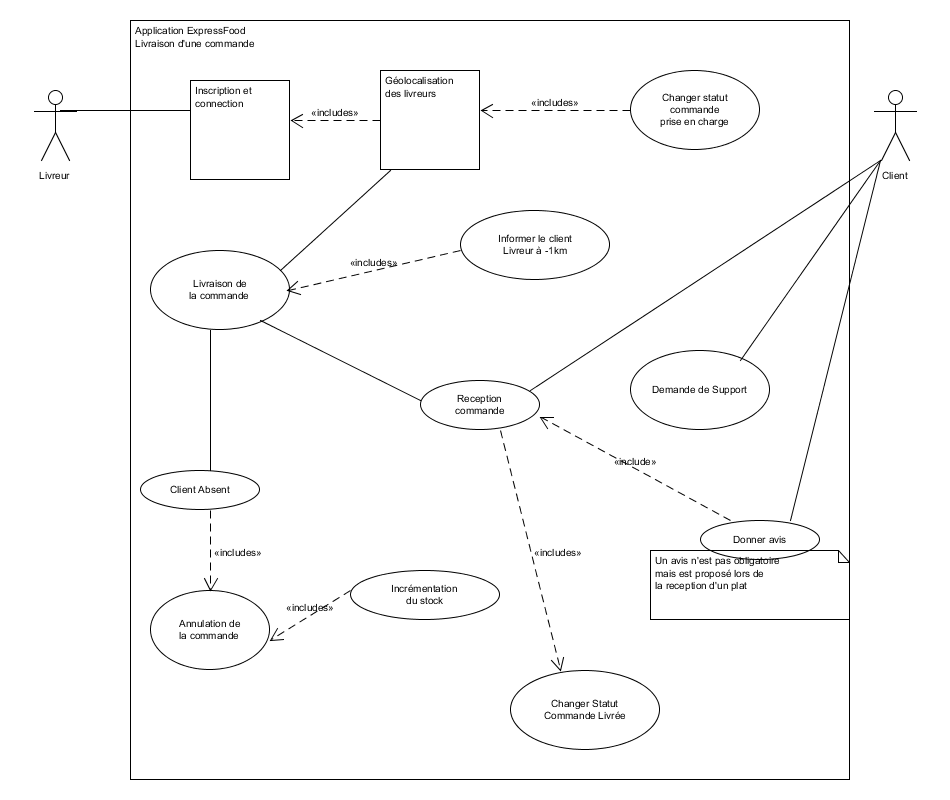 Application ExpressFood
Livraison d'une commande
Inscription et
connection
«includes»
Géolocalisation
des livreurs
«includes»
Changer statut
commande
prise en charge
Livreur
Client
Informer le client
Livreur à -1km
«includes»
Livraison de
la commande
Reception
commande
Demande de Support
«include»
Client Absent
Donner avis
Un avis n'est pas obligatoire
mais est proposé lors de
la reception d'un plat
«includes»
«includes»
Incrémentation
du stock
«includes»
Annulation de
la commande
Changer Statut
Commande Livrée